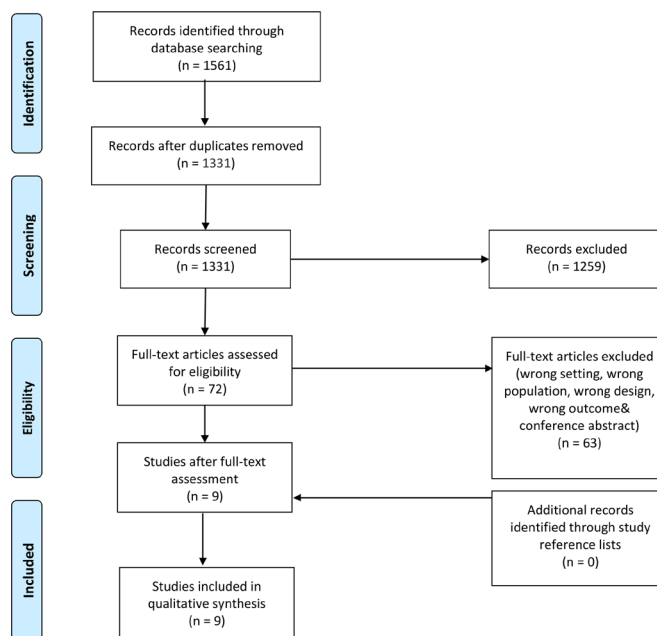 Identification
Records identified through
database searching
(n = 1561)
Records after duplicates removed
(n = 1331)
Screening
Records screened
(n = 1331)
Records excluded
(n = 1259)
Eligibility
Full-text articles assessed
for eligibility
(n = 72)
Full-text articles excluded
(wrong setting, wrong
population, wrong design,
wrong outcome&
conference abstract)
n = 63)
Studies after full-text
assessment
(n = 9)
Additional records
identified through study
reference lists
(n = 0)
Included
Studies included in
qualitative synthesis
(n = 9)